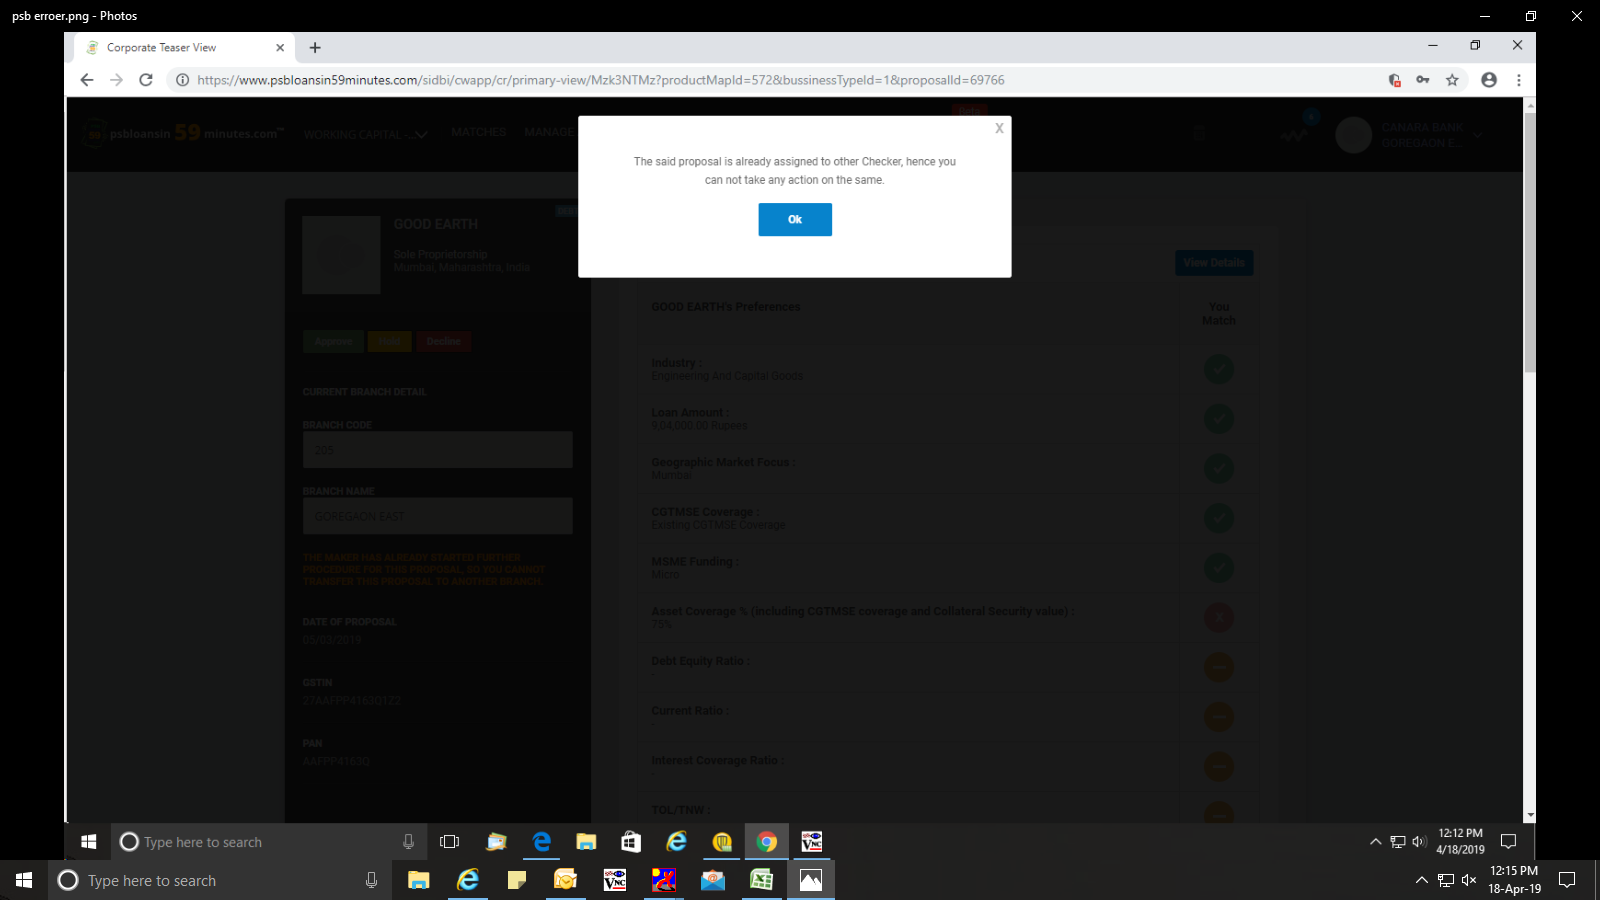 psb erroer.png - Photos
Corporate Teaser View
https://www.psbloansin59minutes.com/sidbi/cwapp/cr/primary-view/Mzk3NTMz?productMapId=572&bussinessTypeId=1&proposalId=69766
psbloansin 59 minutes.com™
WORKING CAPITAL -...
MATCHES
MANAGE
Beta
CANARA BANK
GOREGAON E...
X
The said proposal is already assigned to other Checker, hence you
can not take any action on the same.
Ok
GOOD EARTH
Sole Proprietorship
Mumbai, Maharashtra, India
Approve
Hold
Decline
CURRENT BRANCH DETAIL
BRANCH CODE
205
BRANCH NAME
GOREGAON EAST
THE MAKER HAS ALREADY STARTED FURTHER
PROCEDURE FOR THIS PROPOSAL, SO YOU CANNOT
TRANSFER THIS PROPOSAL TO ANOTHER BRANCH.
DATE OF PROPOSAL
05/03/2019
GSTIN
27AAFPP4163Q1Z2
PAN
AAFPP4163Q
View Details
GOOD EARTH's Preferences
You
Match
Industry :
Engineering And Capital Goods
Loan Amount :
9,04,000.00 Rupees
Geographic Market Focus :
Mumbai
CGTMSE Coverage :
Existing CGTMSE Coverage
MSME Funding :
Micro
Asset Coverage % (including CGTMSE coverage and Collateral Security value) :
75%
Debt Equity Ratio :
-
Current Ratio :
-
Interest Coverage Ratio :
-
TOL/TNW :
Type here to search
12:12 PM
4/18/2019
Type here to search
12:15 PM
18-Apr-19